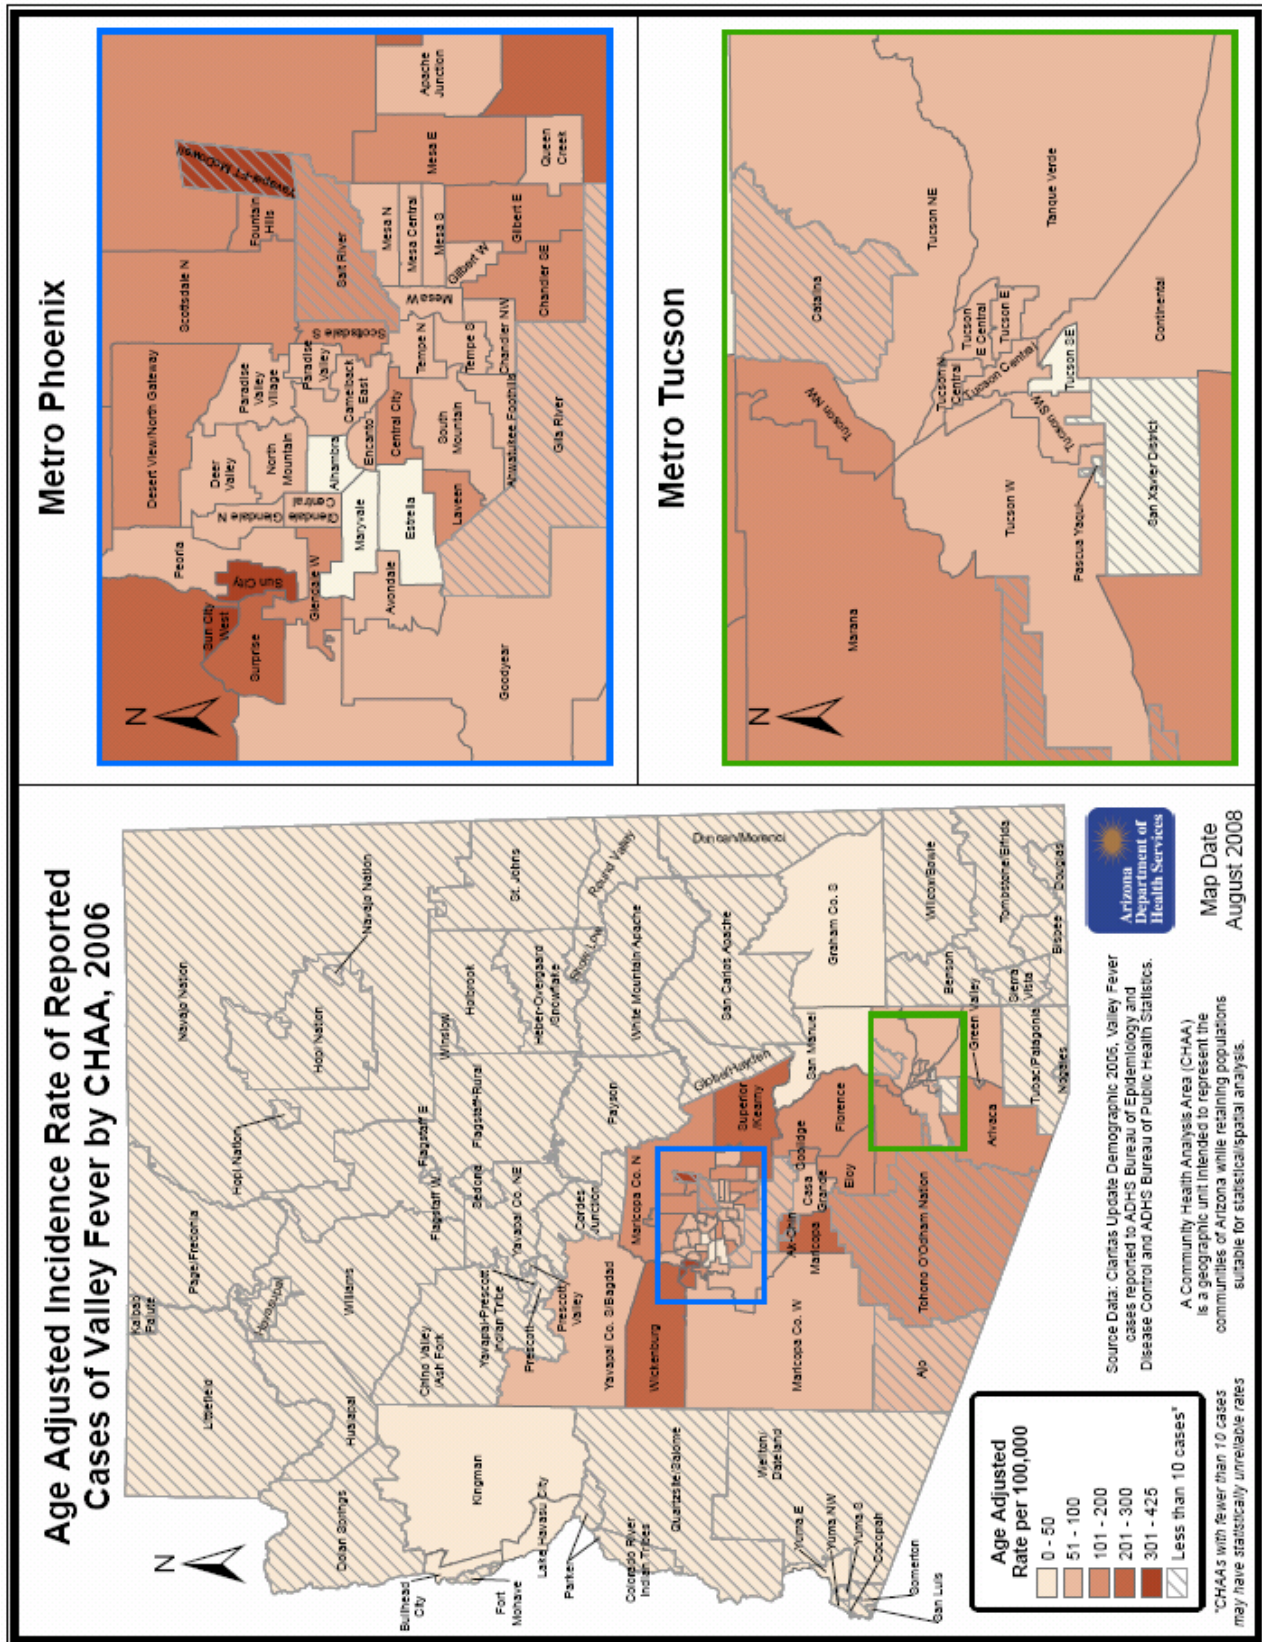 Age Adjusted Incidence Rate of Reported
Cases of Valley Fever by CHAA, 2006
N
Kaibab
Paiute
Littlefield
Page/Fredonia
Navajo Nation
Hopi Nation
Hopi Nation
Navajo Nation
Havasupai
Hualapai
Williams
Dolan Springs
Flagstaff W
Flagstaff E
Flagstaff-Rural
Winslow
Holbrook
St. Johns
Bullhead
City
Fort
Mohave
Kingman
Lake Havasu City
Chino Valley
/Ash Fork
Yavapai-Prescott
Indian Tribe
Prescott
Prescott
Valley
Sedona
Yavapai Co. NE
Cordes
Junction
Payson
Heber-Overgaard
/Snowflake
Show Low
Round Valley
Parker
Colorado River
Indian Tribes
Yavapai Co. S/Bagdad
Wickenburg
Maricopa Co. N
White Mountain/Apache
Globe/Hayden
San Carlos Apache
Duncan/Morenci
Quartzsite/Salome
Superior
/Kearny
Maricopa Co. W
Ak-Chin
Maricopa
Casa
Grande
Coolidge
Florence
Eloy
San Manuel
Graham Co. S
Wellton/
Dateland
Yuma E
Yuma NW
Yuma S
Cocopah
Somerton
San Luis
Ajo
Tohono O'Odham Nation
Arivaca
Green Valley
Tubac/Patagonia
Nogales
Benson
Sierra
Vista
Wilcox/Bowie
Tombstone/Elfrida
Bisbee
Douglas
Age Adjusted
Rate per 100,000
0 - 50
51 - 100
101 - 200
201 - 300
301 - 425
Less than 10 cases*
*CHAAs with fewer than 10 cases
may have statistically unreliable rates
Source Data: Claritas Update Demographic 2006, Valley Fever
cases reported to ADHS Bureau of Epidemiology and
Disease Control and ADHS Bureau of Public Health Statistics.
A Community Health Analysis Area (CHAA)
is a geographic unit intended to represent the
communities of Arizona while retaining populations
suitable for statistical/spatial analysis.
Arizona
Department of
Health Services
Map Date
August 2008
Metro Phoenix
N
Sun City
West
Surprise
Sun City
Peoria
Desert View/North Gateway
Scottsdale N
Fountain
Hills
Yavapai-FT McDowell
Deer
Valley
Paradise
Valley
Village
Glendale N
Glendale
Central
North
Mountain
Paradise
Valley
Scottsdale S
Salt River
Glendale W
Alhambra
Camelback
East
Encanto
Maryvale
Central City
Avondale
Estrella
Laveen
South
Mountain
Goodyear
Ahwatukee Foothills
Gila River
Tempe N
Tempe S
Chandler NW
Mesa W
Mesa N
Mesa Central
Mesa S
Gilbert W
Gilbert E
Chandler SE
Mesa E
Apache
Junction
Queen
Creek
Metro Tucson
N
Marana
Tucson NW
Catalina
Tucson NE
Tucson N
Central
Tucson
E Central
Tucson E
Tucson Central
Tanque Verde
Tucson W
Tucson SW
Tucson SE
Pascua Yaqui
San Xavier District
Continental